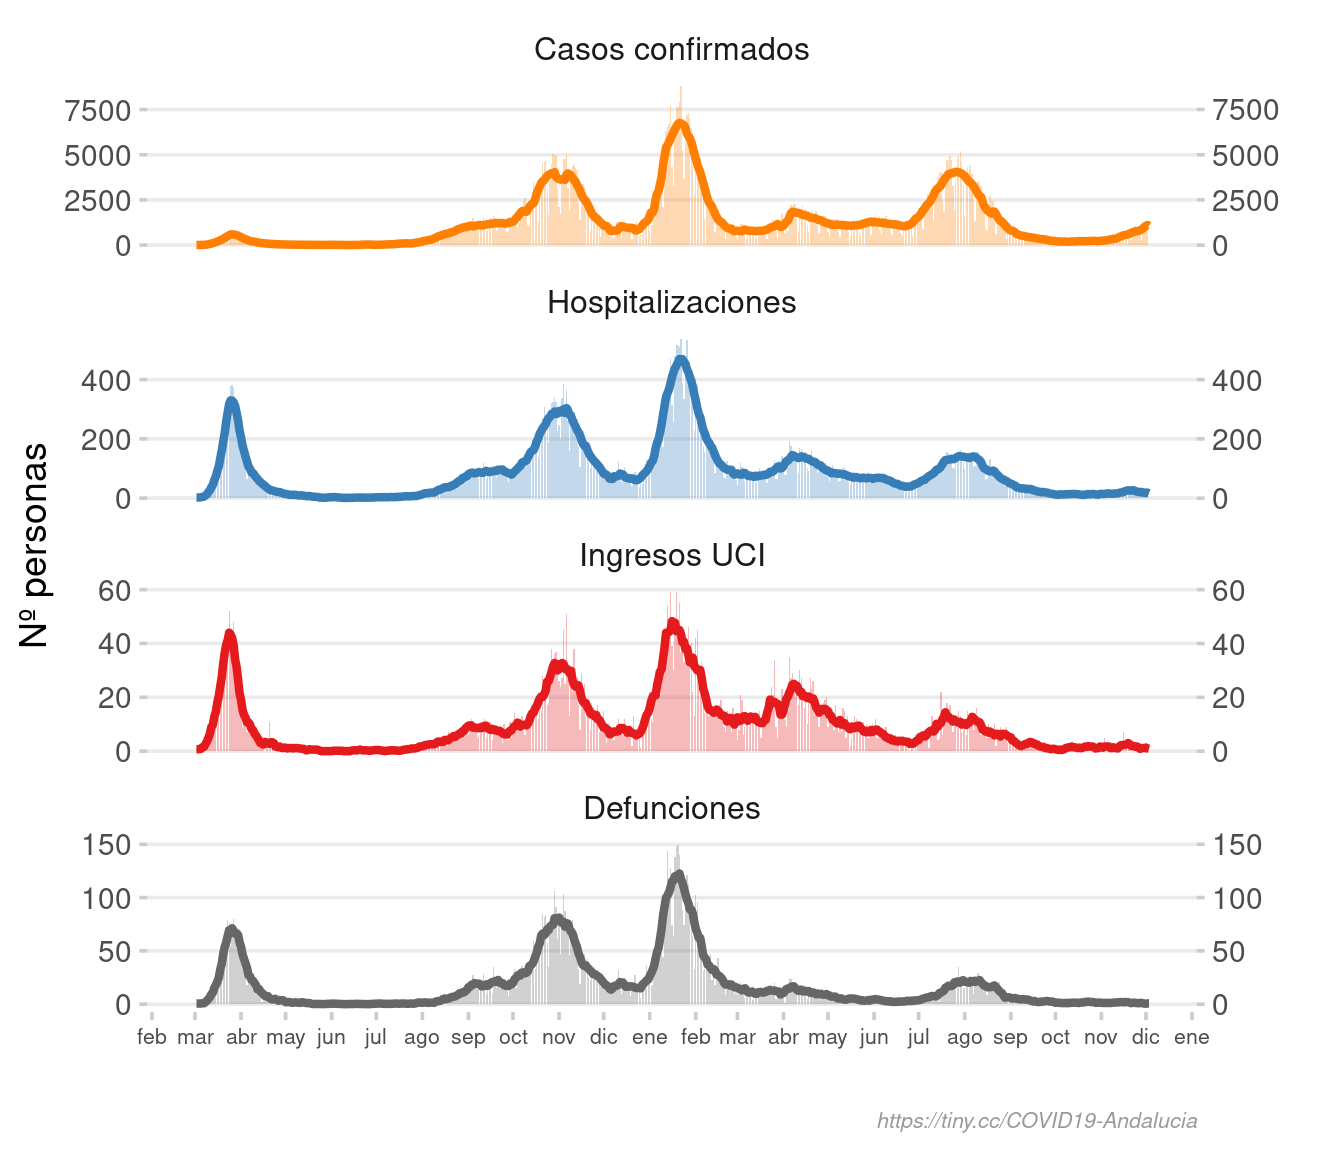 Casos confirmados
7500 7500
5000 5000
2500 2500
0 0
Hospitalizaciones
400 400
200 200
0 0
Nº personas
Ingresos UCI
60 60
40 40
20 20
0 0
Defunciones
150 150
100 100
50 50
0 0
feb mar abr may jun jul ago sep oct nov dic ene feb mar abr may jun jul ago sep oct nov dic ene
https://tiny.cc/COVID19-Andalucia